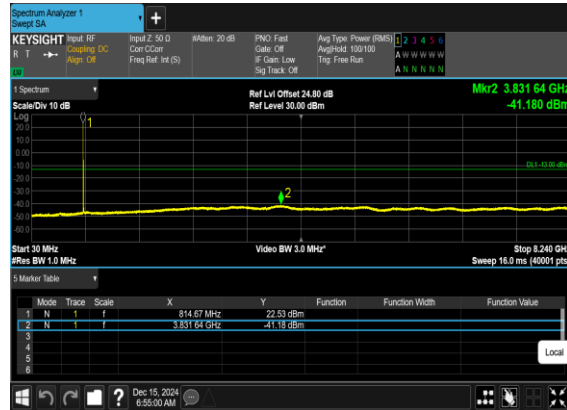 Spectrum Analyzer 1
Swept SA
+
KEYSIGHT Input: RF Input Z: 50 Ω #Atten: 20 dB PNO: Fast Avg Type: Power (RMS) 1 2 3 4 5 6
R T Coupling: DC Corr CCorr Gate: Off Avg|Hold: 100/100 A W W W W W
Align: Off Freq Ref: Int (S) IF Gain: Low Trig: Free Run
Sig Track: Off A N N N N N
1 Spectrum Ref Lvl Offset 24.80 dB Mkr2 3.831 64 GHz
Scale/Div 10 dB Ref Level 30.00 dBm -41.180 dBm
Log
20.0
10.0
0.00
-10.0
-20.0
-30.0
-40.0
-50.0
-60.0
1
DL1 -13.00 dBm
2
Start 30 MHz Video BW 3.0 MHz* Stop 8.240 GHz
#Res BW 1.0 MHz Sweep 16.0 ms (40001 pts)
5 Marker Table
Mode Trace Scale X Y Function Function Width Function Value
1 N 1 f 814.67 MHz 22.53 dBm
2 N 1 f 3.831 64 GHz -41.18 dBm
3
4
5
6
Local
? Dec 15, 2024
6:55:00 AM